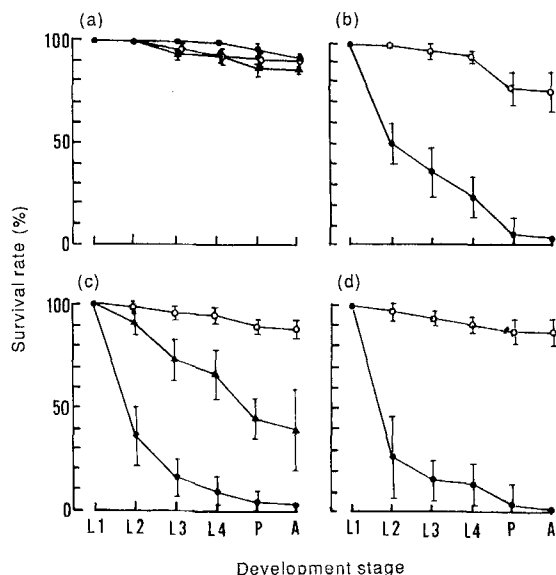 (a)
(b)
100
50
0
(c)
(d)
100
50
0
L1 L2 L3 L4 P A
L1 L2 L3 L4 P A
Survival rate (%)
Development stage